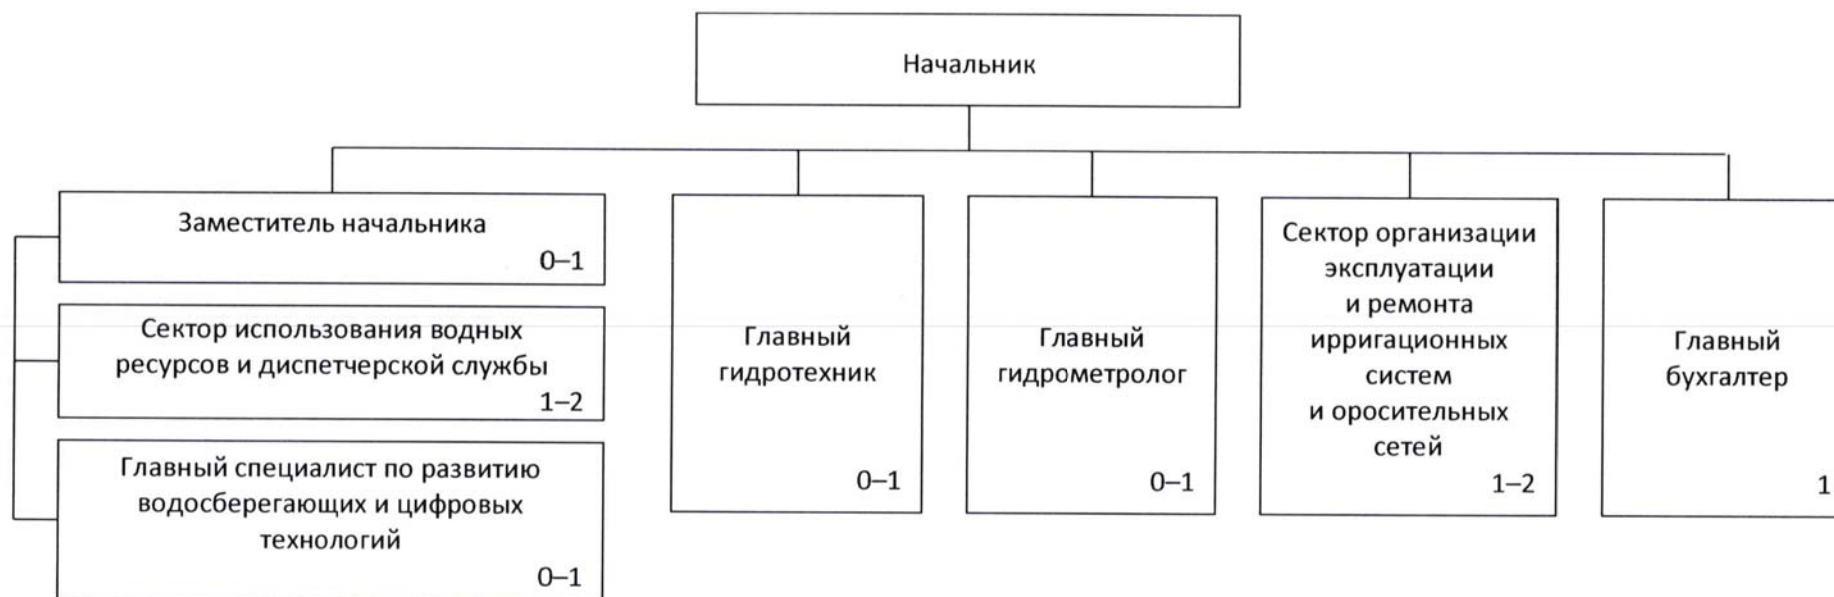 Начальник
Заместитель начальника
0–1
Сектор использования водных
ресурсов и диспетчерской службы
1–2
Главный специалист по развитию
водосберегающих и цифровых
технологий
0–1
Главный
гидротехник
0–1
Главный
гидрометролог
0–1
Сектор организации
эксплуатации
и ремонта
ирригационных
систем
и оросительных
сетей
1–2
Главный
бухгалтер
1